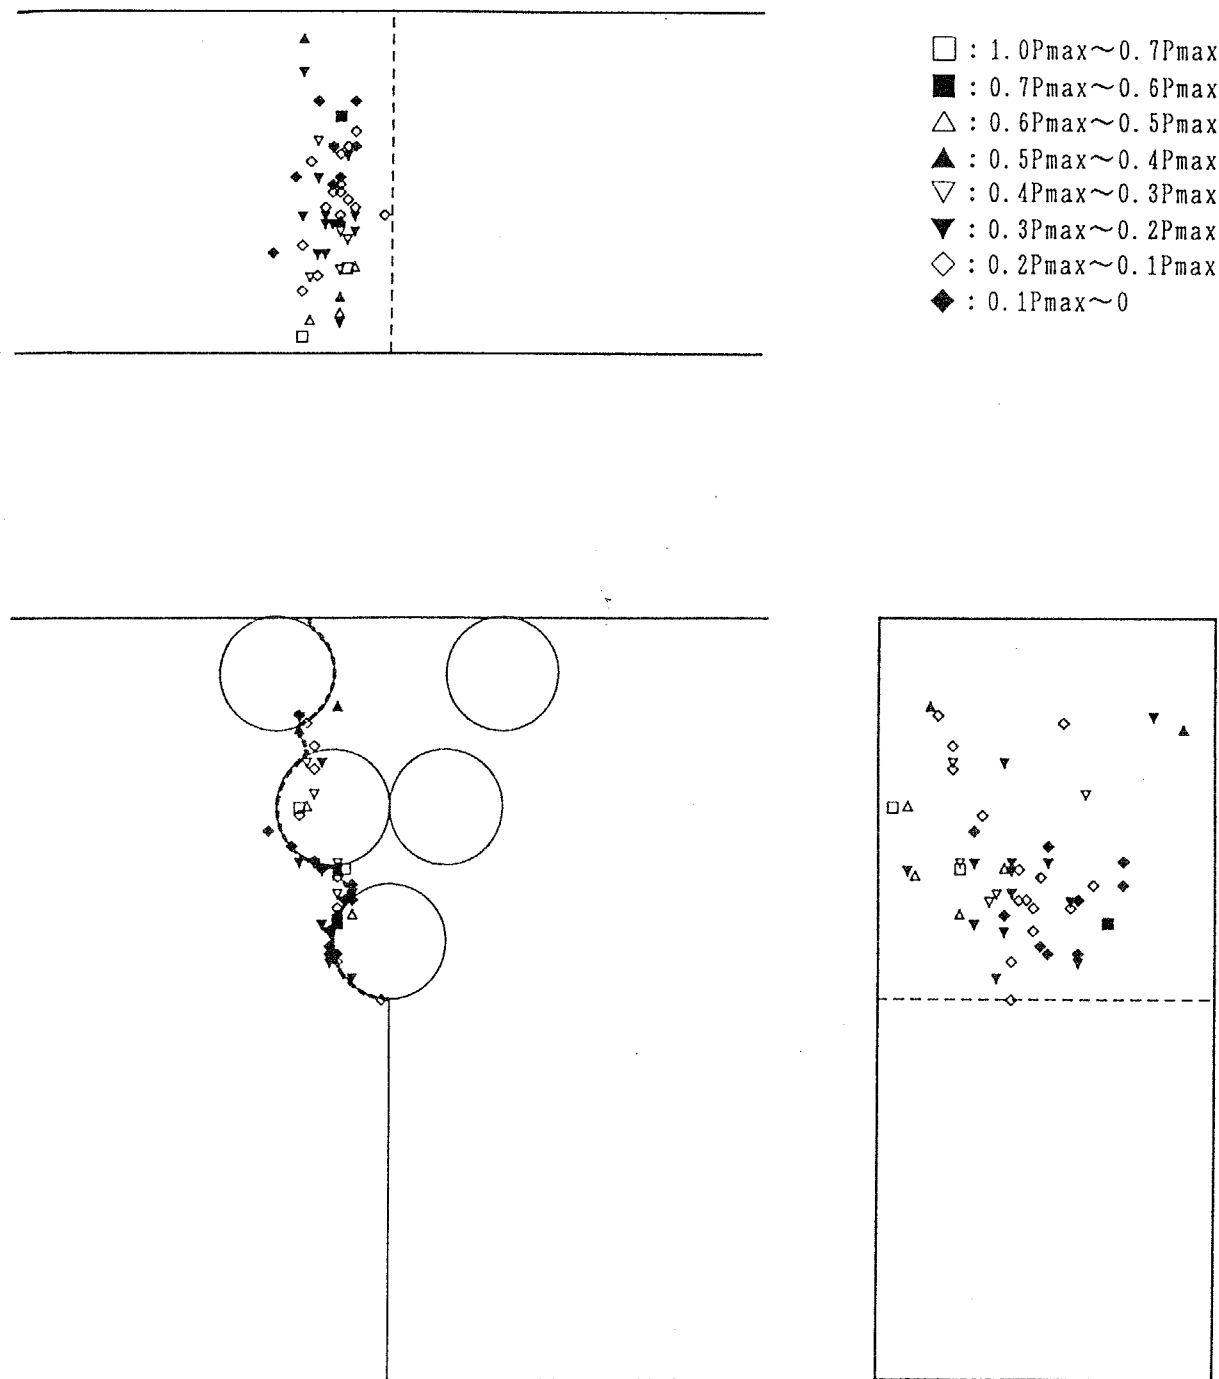 □ : 1.0Pmax～0.7Pmax
■ : 0.7Pmax～0.6Pmax
△ : 0.6Pmax～0.5Pmax
▲ : 0.5Pmax～0.4Pmax
▽ : 0.4Pmax～0.3Pmax
▼ : 0.3Pmax～0.2Pmax
◇ : 0.2Pmax～0.1Pmax
◆ : 0.1Pmax～0